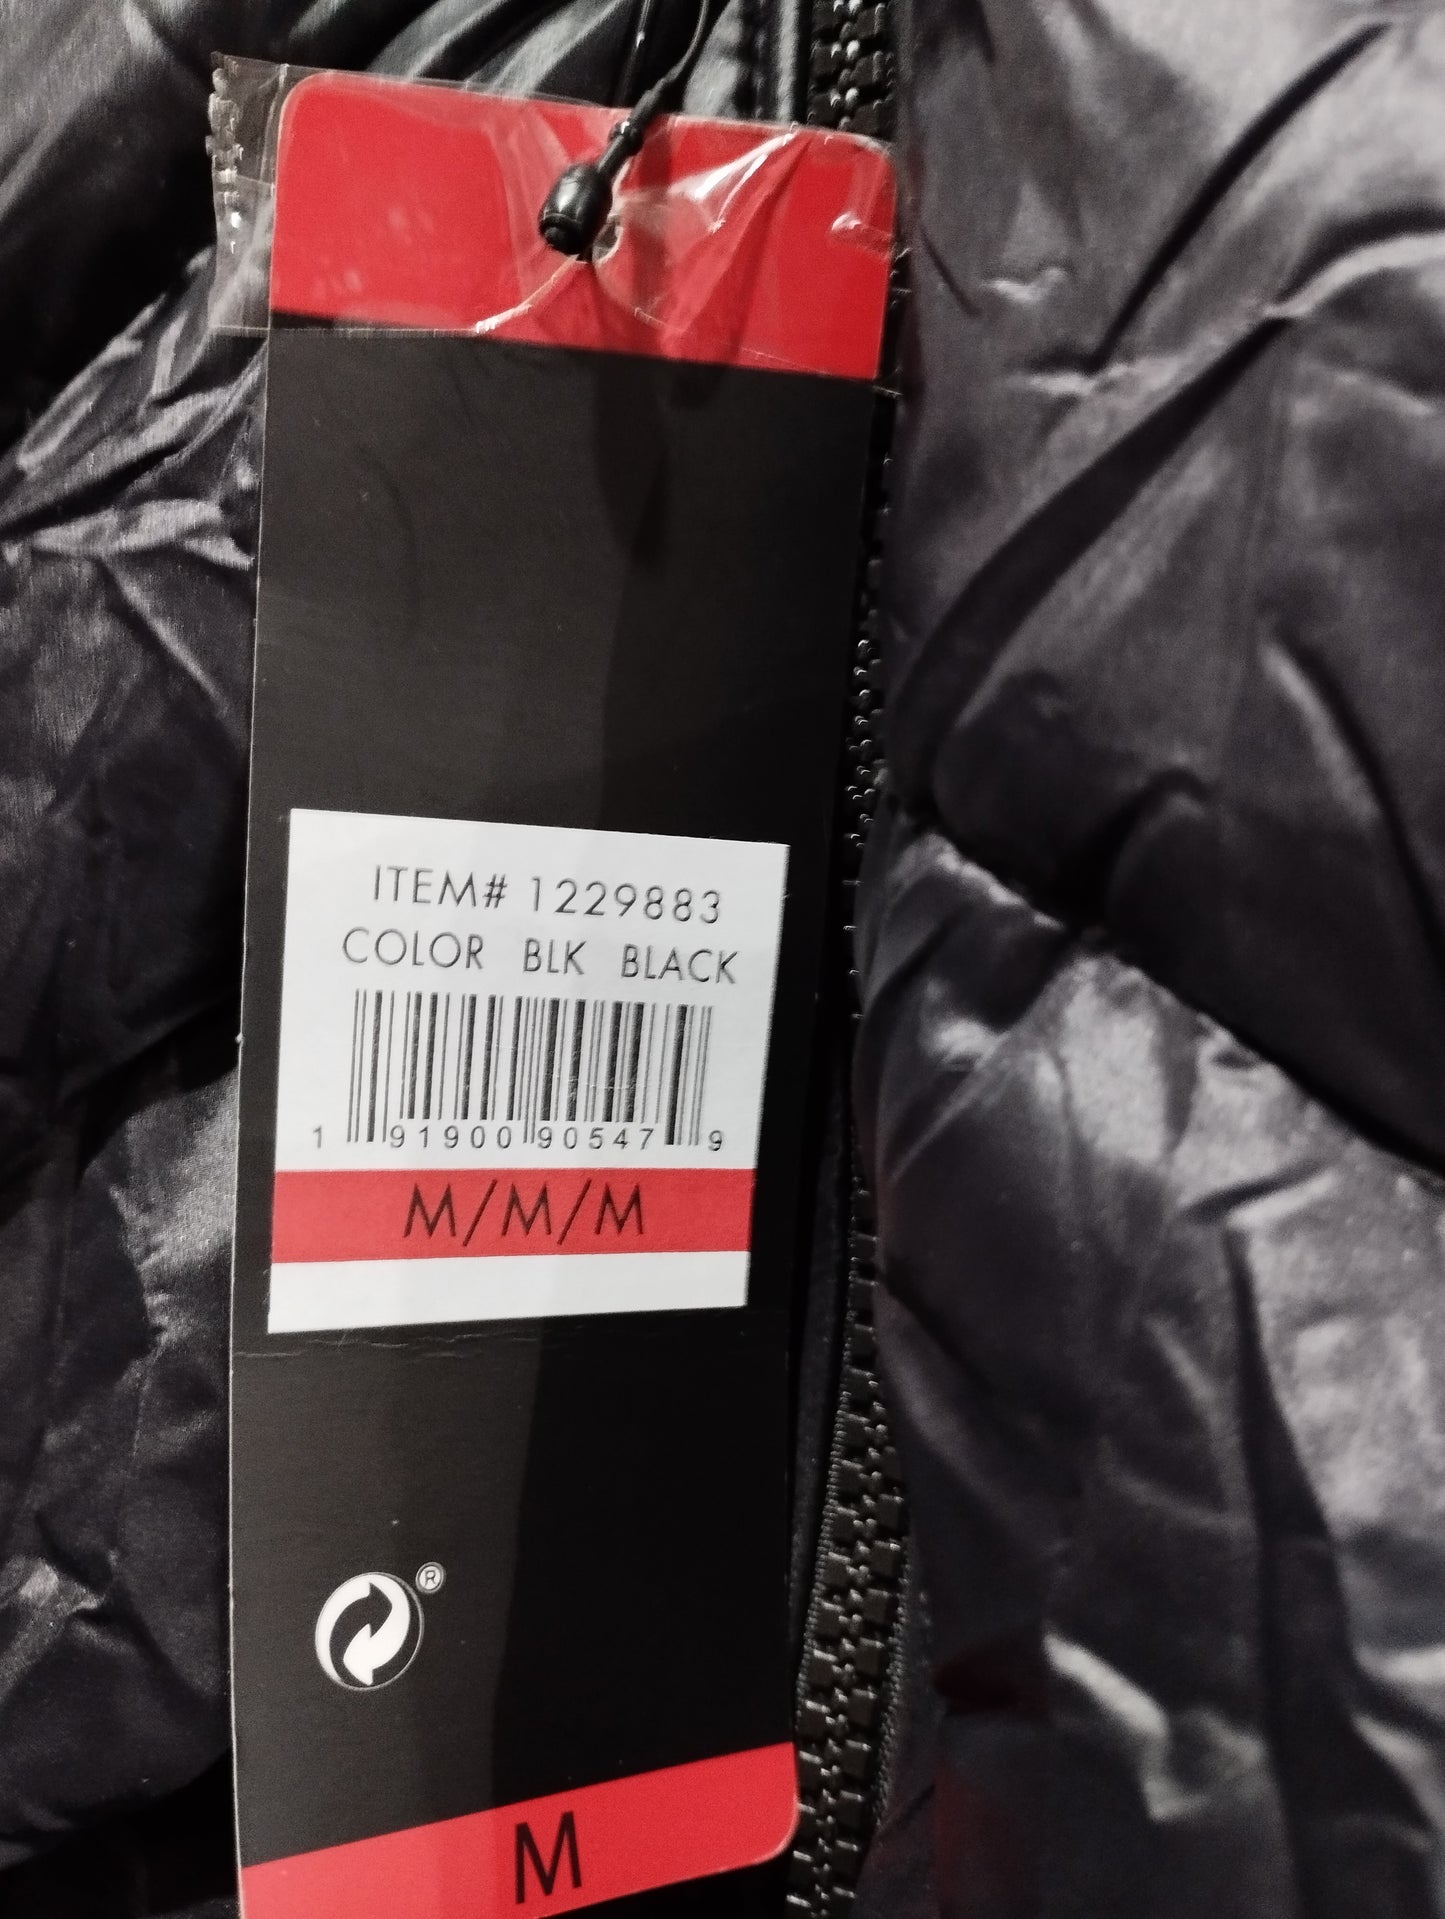 ITEM# 1229883
COLOR BLK BLACK
1 91900 90547 9
M/M/M
®
M